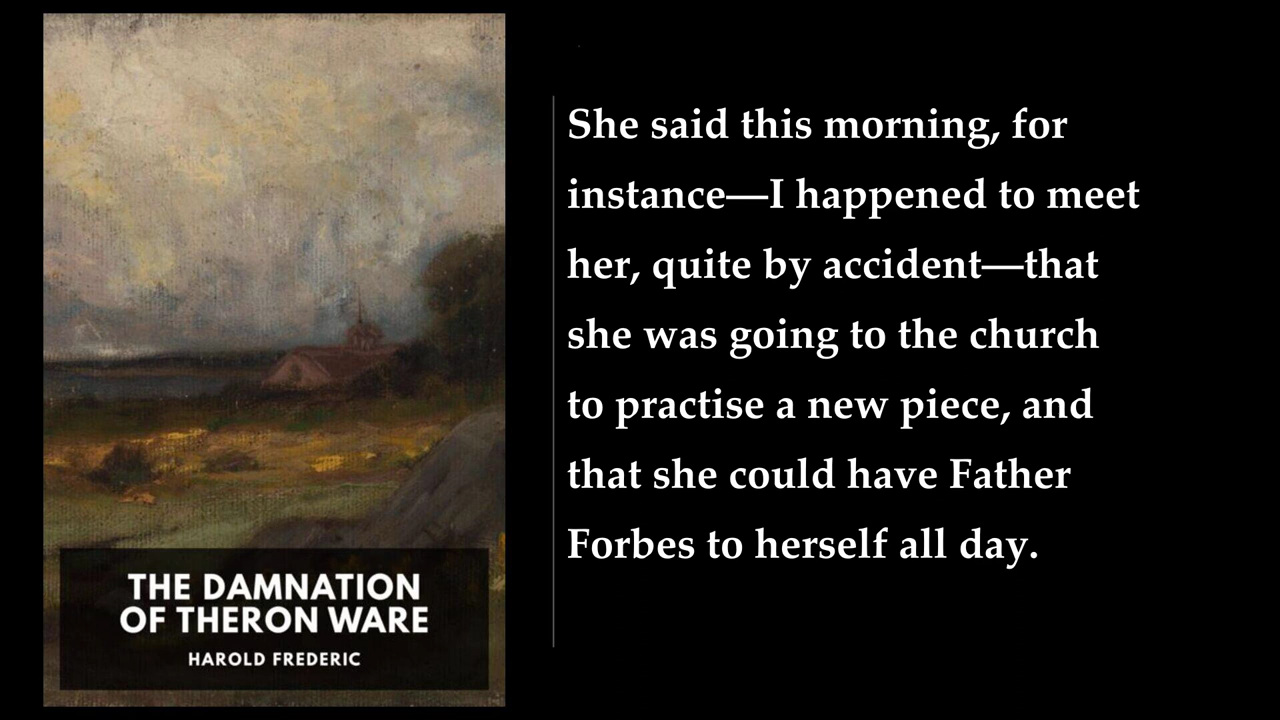 THE DAMNATION
OF THERON WARE
HAROLD FREDERIC
She said this morning, for
instance—I happened to meet
her, quite by accident—that
she was going to the church
to practise a new piece, and
that she could have Father
Forbes to herself all day.